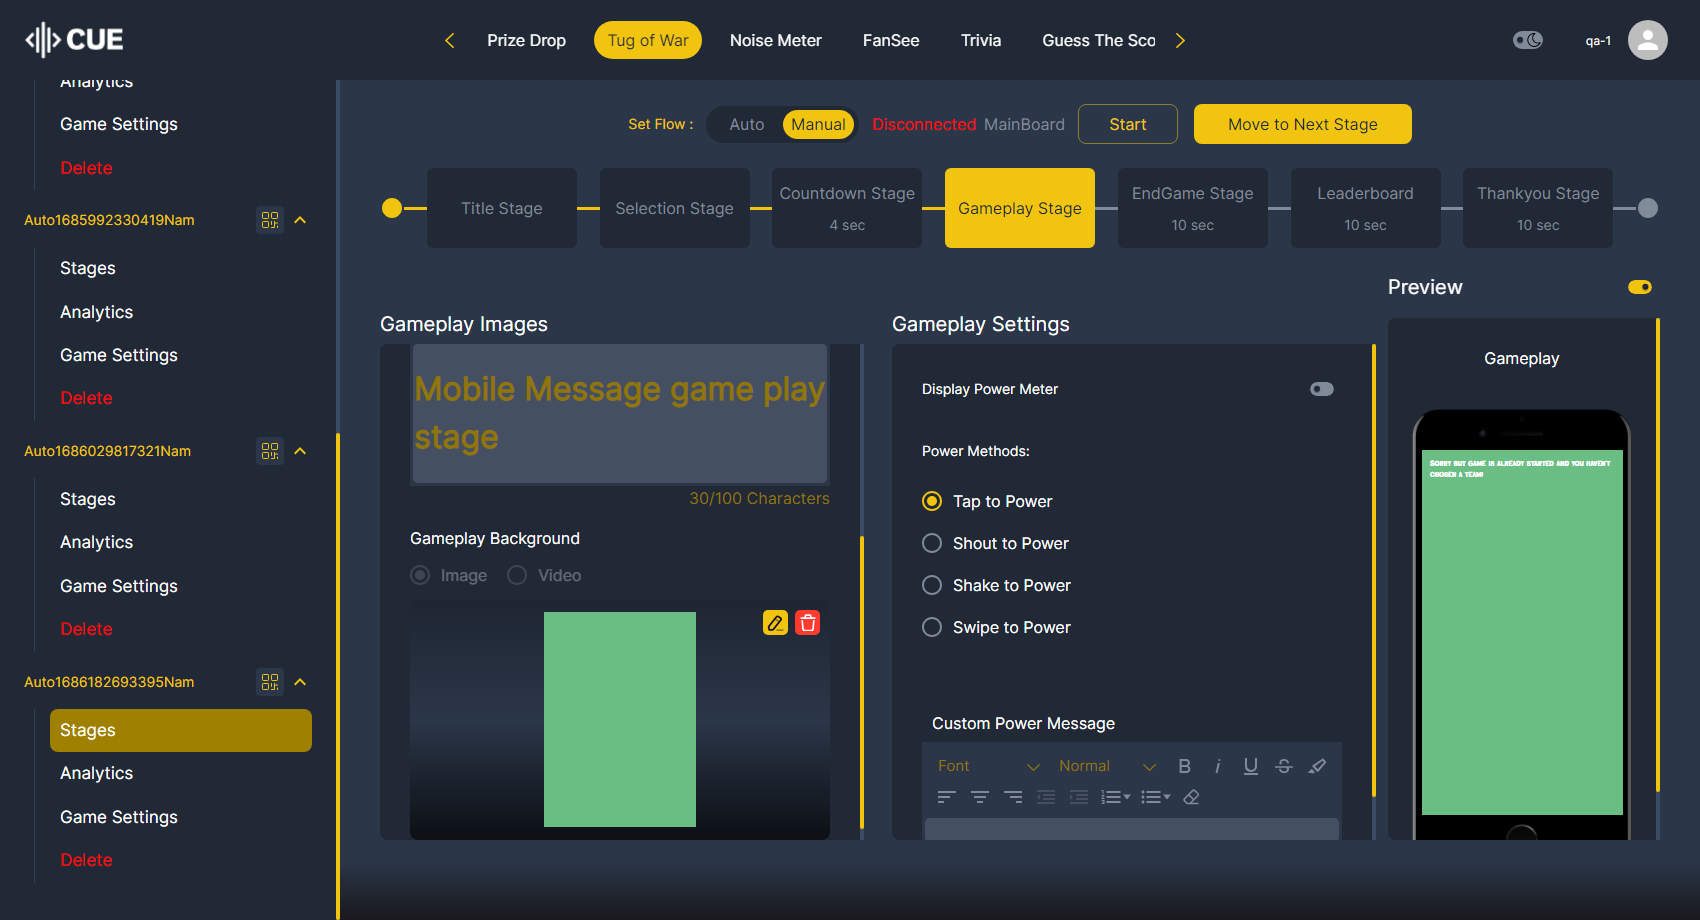 CUE
Prize Drop
Tug of War
Noise Meter
FanSee
Trivia
Guess The Sco
qa-1
Analytics
Game Settings
Delete
Auto1685992330419Nam
Stages
Analytics
Game Settings
Delete
Auto1686029817321Nam
Stages
Analytics
Game Settings
Delete
Auto1686182693395Nam
Stages
Analytics
Game Settings
Delete
Set Flow :
Auto
Manual
Disconnected MainBoard
Start
Move to Next Stage
Title Stage
Selection Stage
Countdown Stage
4 sec
Gameplay Stage
EndGame Stage
10 sec
Leaderboard
10 sec
Thankyou Stage
10 sec
Gameplay Images
Mobile Message game play
stage
30/100 Characters
Gameplay Background
Image
Video
Gameplay Settings
Display Power Meter
Power Methods:
Tap to Power
Shout to Power
Shake to Power
Swipe to Power
Custom Power Message
Font
Normal
Preview
Gameplay
Sorry but game is already started and you haven't
chosen a team!